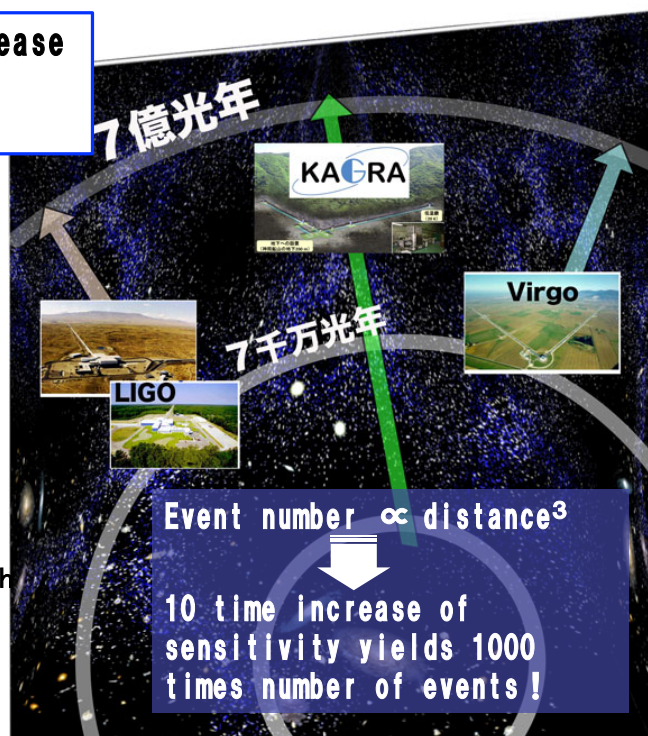 ease
7億光年
KAGRA
Virgo
7千万光年
LIGO
Event number ∝ distance³
h
10 time increase of
sensitivity yields 1000
times number of events!